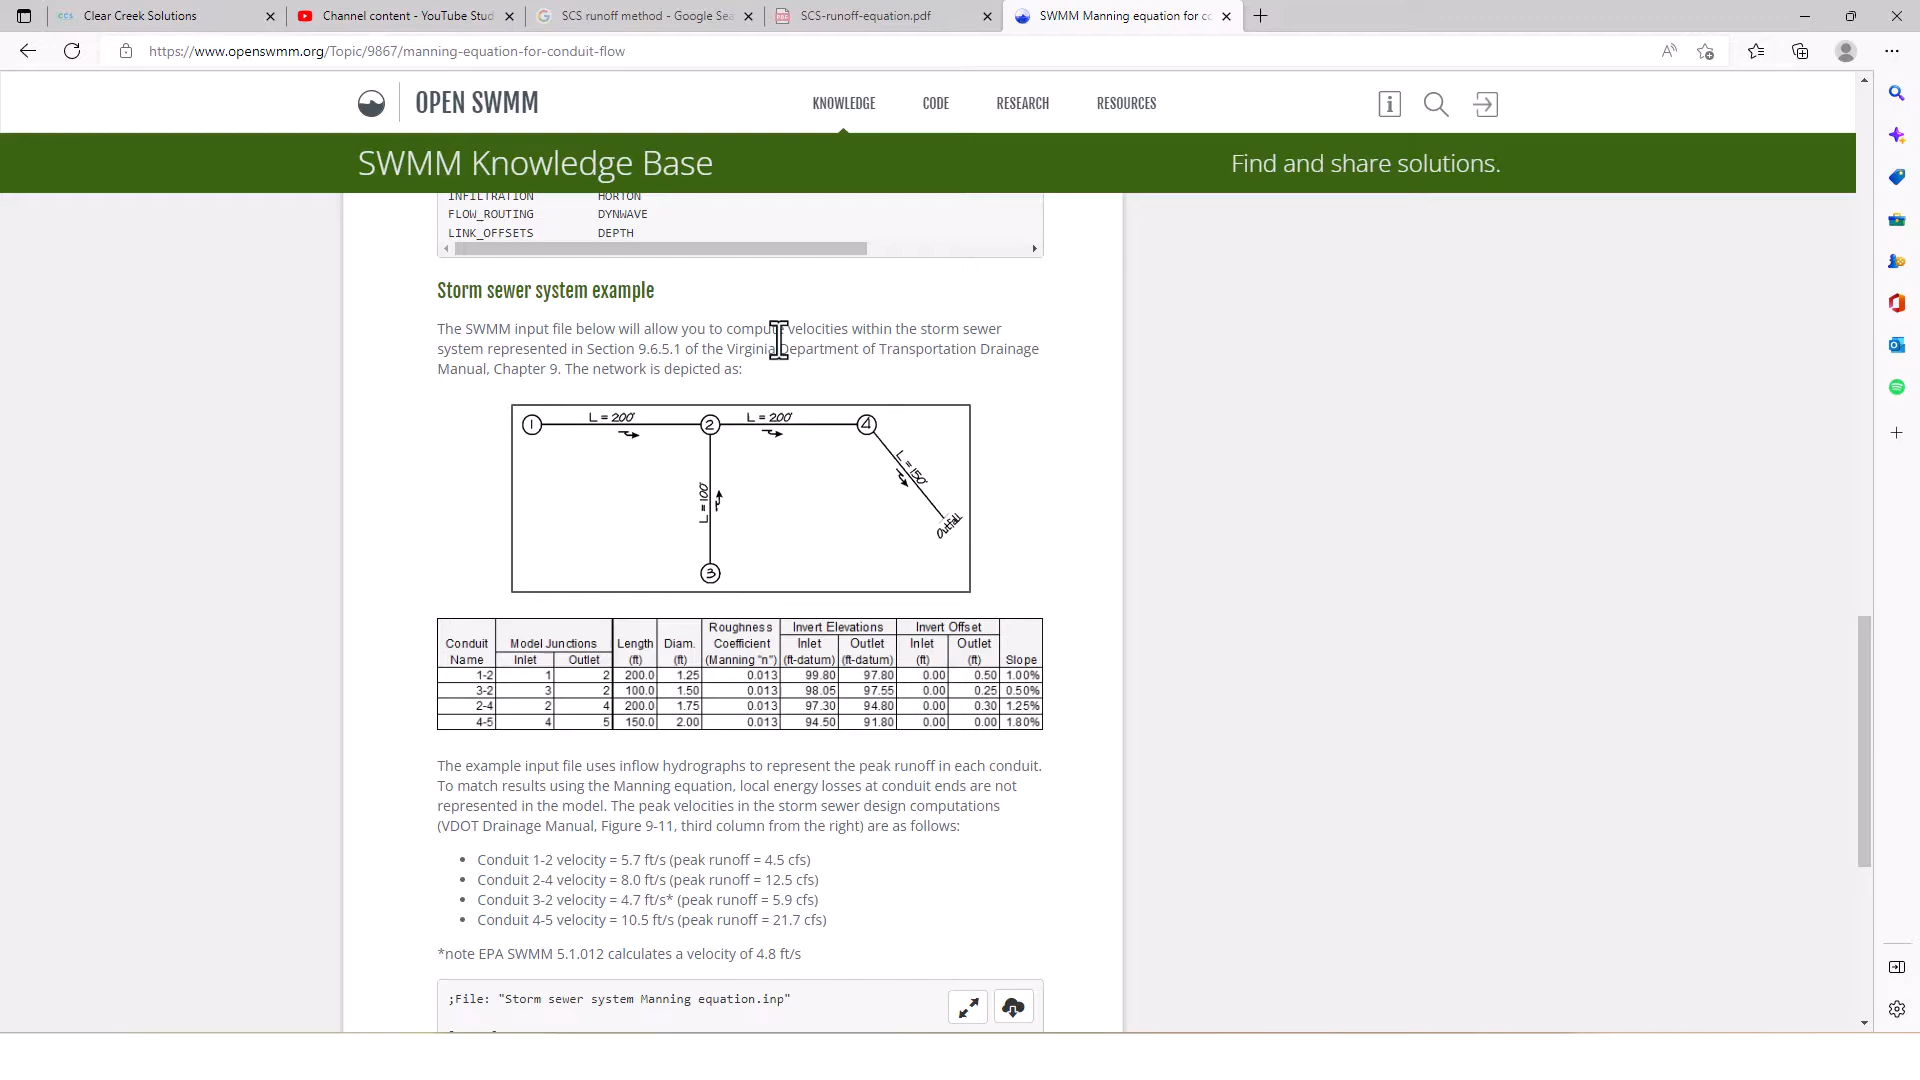 Clear Creek Solutions
Channel content - YouTube Stud
SCS runoff method - Google Sea
SCS-runoff-equation.pdf
SWMM Manning equation for co
https://www.openswmm.org/Topic/9867/manning-equation-for-conduit-flow
OPEN SWMM
KNOWLEDGE CODE RESEARCH RESOURCES
SWMM Knowledge Base
Find and share solutions.
INFILTRATION HORTON
FLOW_ROUTING DYNWAVE
LINK_OFFSETS DEPTH
Storm sewer system example
The SWMM input file below will allow you to compute velocities within the storm sewer
system represented in Section 9.6.5.1 of the Virginia Department of Transportation Drainage
Manual, Chapter 9. The network is depicted as:
1 L = 200' 2 L = 200' 4
L = 150'
L = 100'
Outfall
3
Conduit Name Model Junctions Inlet Outlet Length (ft) Diam. (ft) Roughness Coefficient (Manning "n") Invert Elevations Inlet (ft-datum) Outlet (ft-datum) Invert Offset Inlet (ft) Outlet (ft) Slope
1-2 1 2 200.0 1.25 0.013 99.80 97.80 0.00 0.50 1.00%
3-2 3 2 100.0 1.50 0.013 98.05 97.55 0.00 0.25 0.50%
2-4 2 4 200.0 1.75 0.013 97.30 94.80 0.00 0.30 1.25%
4-5 4 5 150.0 2.00 0.013 94.50 91.80 0.00 0.00 1.80%
The example input file uses inflow hydrographs to represent the peak runoff in each conduit.
To match results using the Manning equation, local energy losses at conduit ends are not
represented in the model. The peak velocities in the storm sewer design computations
(VDOT Drainage Manual, Figure 9-11, third column from the right) are as follows:
• Conduit 1-2 velocity = 5.7 ft/s (peak runoff = 4.5 cfs)
• Conduit 2-4 velocity = 8.0 ft/s (peak runoff = 12.5 cfs)
• Conduit 3-2 velocity = 4.7 ft/s* (peak runoff = 5.9 cfs)
• Conduit 4-5 velocity = 10.5 ft/s (peak runoff = 21.7 cfs)
*note EPA SWMM 5.1.012 calculates a velocity of 4.8 ft/s
;File: "Storm sewer system Manning equation.inp"